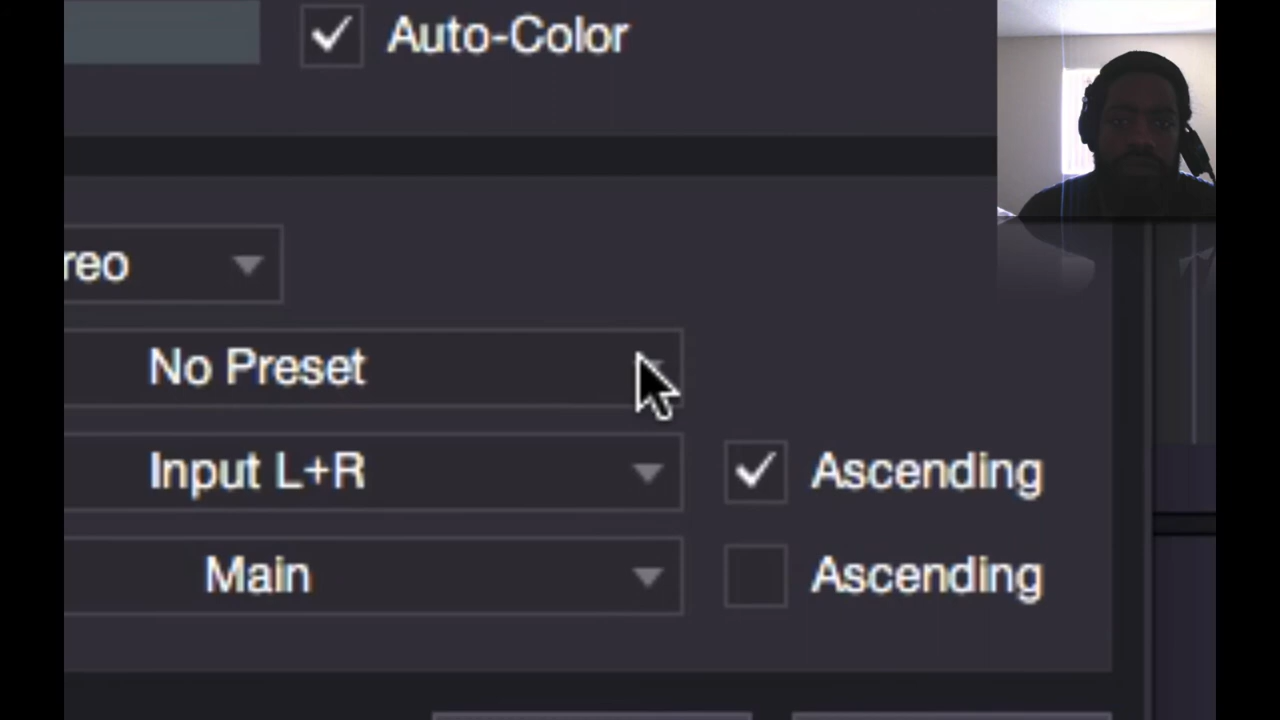 Auto-Color
reo
No Preset
Input L+R
Ascending
Main
Ascending